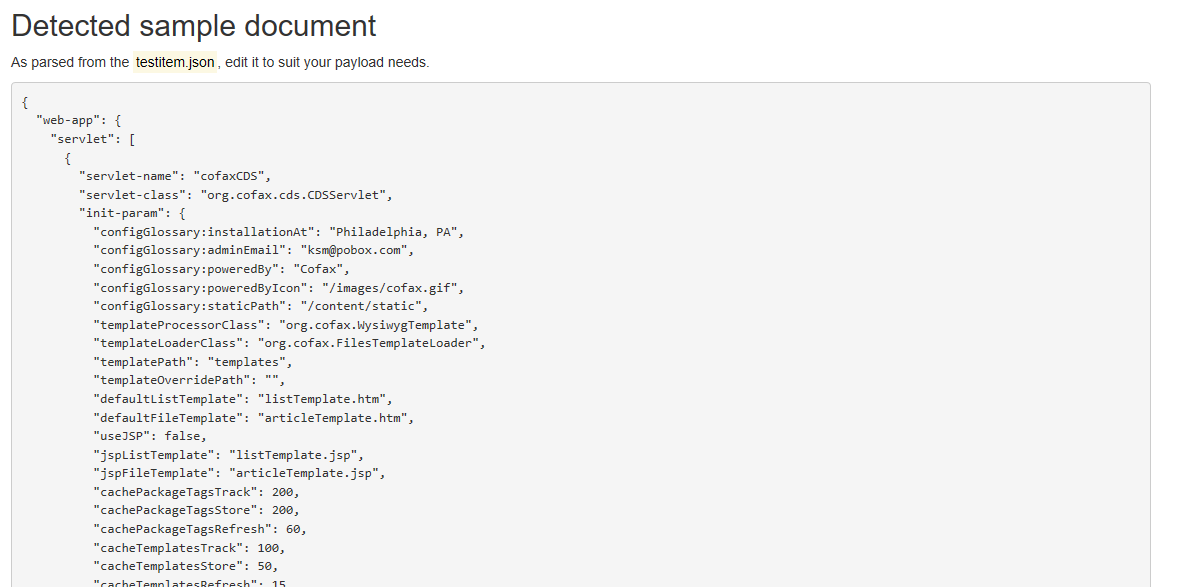 Detected sample document
As parsed from the testitem.json, edit it to suit your payload needs.
{
  "web-app": {
    "servlet": [
      {
        "servlet-name": "cofaxCDS",
        "servlet-class": "org.cofax.cds.CDSServlet",
        "init-param": {
          "configGlossary:installationAt": "Philadelphia, PA",
          "configGlossary:adminEmail": "ksm@pobox.com",
          "configGlossary:poweredBy": "Cofax",
          "configGlossary:poweredByIcon": "/images/cofax.gif",
          "configGlossary:staticPath": "/content/static",
          "templateProcessorClass": "org.cofax.WysiwygTemplate",
          "templateLoaderClass": "org.cofax.FilesTemplateLoader",
          "templatePath": "templates",
          "templateOverridePath": "",
          "defaultListTemplate": "listTemplate.htm",
          "defaultFileTemplate": "articleTemplate.htm",
          "useJSP": false,
          "jspListTemplate": "listTemplate.jsp",
          "jspFileTemplate": "articleTemplate.jsp",
          "cachePackageTagsTrack": 200,
          "cachePackageTagsStore": 200,
          "cachePackageTagsRefresh": 60,
          "cacheTemplatesTrack": 100,
          "cacheTemplatesStore": 50,
          "cacheTemplatesRefresh": 15,